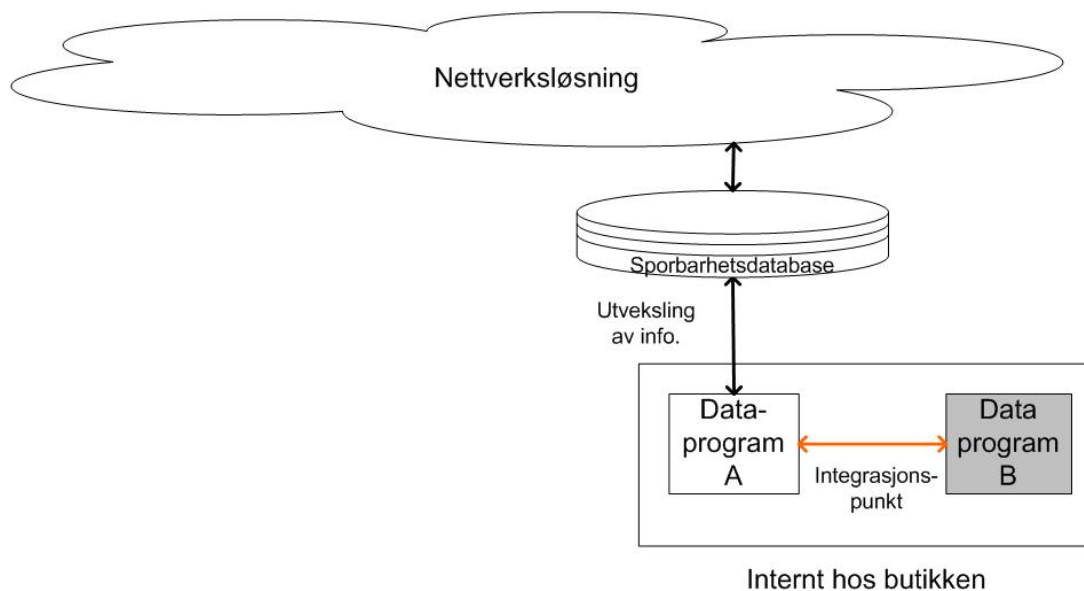 Nettverksløsning
Sporbarhetsdatabase
Utveksling
av info.
Data-
program
A
Integrasjons-
punkt
Data
program
B
Internt hos butikken